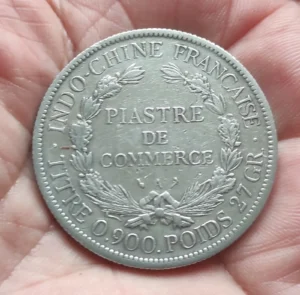 INDO-CHINE FRANÇAISE
PIASTRE
DE
COMMERCE
TITRE 0.900. POIDS 27 GR.